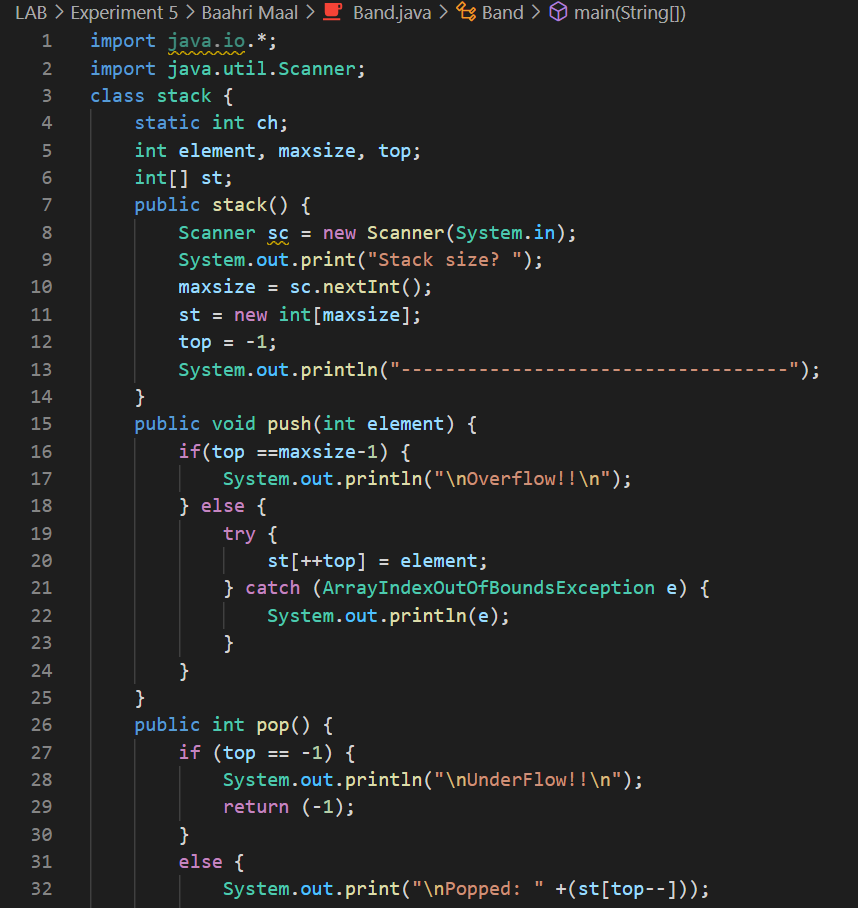 LAB > Experiment 5 > Baahri Maal > Band.java > Band > main(String[])
1 import java.io.*;
2 import java.util.Scanner;
3 class stack {
4     static int ch;
5     int element, maxsize, top;
6     int[] st;
7     public stack() {
8         Scanner sc = new Scanner(System.in);
9         System.out.print("Stack size? ");
10         maxsize = sc.nextInt();
11         st = new int[maxsize];
12         top = -1;
13         System.out.println("-----------------------------------");
14     }
15     public void push(int element) {
16         if(top ==maxsize-1) {
17             System.out.println("\nOverflow!!\n");
18         } else {
19             try {
20                 st[++top] = element;
21             } catch (ArrayIndexOutOfBoundsException e) {
22                 System.out.println(e);
23             }
24         }
25     }
26     public int pop() {
27         if (top == -1) {
28             System.out.println("\nUnderFlow!!\n");
29             return (-1);
30         }
31         else {
32             System.out.print("\nPopped: " +(st[top--]));